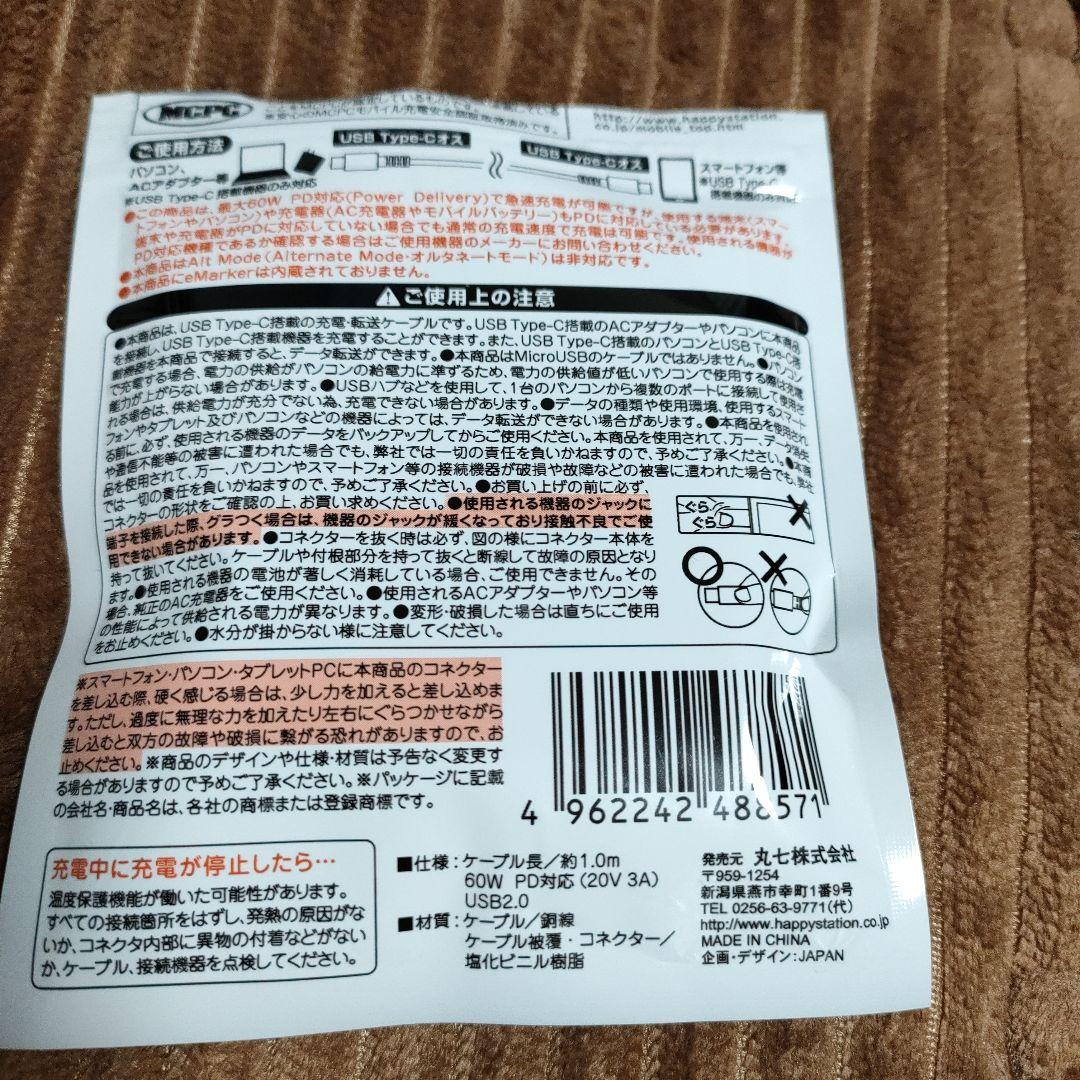 MCPC
※安心のMCPCモバイル充電安全認証取得済みです。
http://www.happystation.
co.jp/mobile_top.htm
ご使用方法
USB Type-Cオス
USB Type-Cオス
パソコン、
ACアダプター等
※USB Type-C搭載機器のみ対応
スマートフォン等
※USB Type-C
搭載機器のみ対応
●この商品は、最大60W PD対応(Power Delivery)で急速充電が可能ですが、使用する端末(スマ
ートフォンやパソコン)や充電器(AC充電器やモバイルバッテリー)もPDに対応している必要があります。
端末や充電器がPDに対応していない場合でも通常の充電速度で充電は可能です。使用される機器が
PD対応機種であるか確認する場合はご使用機器のメーカーにお問い合わせください。
●本商品はAlt Mode(Alternate Mode・オルタネートモード)は非対応です。
●本商品にeMarkerは内蔵されておりません。
ご使用上の注意
●本商品は、USB Type-C搭載の充電・転送ケーブルです。USB Type-C搭載のACアダプターやパソコンに本商品
を接続し、USB Type-C搭載機器を充電することができます。また、USB Type-C搭載のパソコンとUSB Type-C搭
載機器を本商品で接続すると、データ転送ができます。●本商品はMicroUSBのケーブルではありません。●パソコン
で充電する場合、電力の供給がパソコンの給電力に準ずるため、電力の供給値が低いパソコンで使用する際は充電
能力が上がらない場合があります。●USBハブなどを使用して、1台のパソコンから複数のポートに接続して使用さ
れる場合は、供給電力が充分でない為、充電できない場合があります。●データの種類や使用環境、使用するスマート
フォンやタブレット及びパソコンなどの機器によっては、データ転送ができない場合があります。●本商品を使用され
る前に、必ず、使用される機器のデータをバックアップしてからご使用ください。本商品を使用されて、万一、データ消失
や通信不能等の被害に遭われた場合でも、弊社では一切の責任を負いかねますので、予めご了承ください。●本商
品を使用されて、万一、パソコンやスマートフォン等の接続機器が破損や故障などの被害に遭われた場合でも、弊社
では一切の責任を負いかねますので、予めご了承ください。●お買い上げの前に必ず、
コネクターの形状をご確認の上、お買い求めください。●使用される機器のジャックに
端子を接続した際、グラつく場合は、機器のジャックが緩くなっており接触不良でご使
用できない場合があります。●コネクターを抜く時は必ず、図の様にコネクター本体を
持って抜いてください。ケーブルや付根部分を持って抜くと断線して故障の原因となり
ます。●使用される機器の電池が著しく消耗している場合、ご使用できません。その
場合、純正のAC充電器をご使用ください。●使用されるACアダプターやパソコン等
の性能によって供給される電力が異なります。●変形・破損した場合は直ちにご使用
をお止めください。●水分が掛からない様に注意してください。
ぐら
ぐら
※スマートフォン・パソコン・タブレットPCに本商品のコネクター
を差し込む際、硬く感じる場合は、少し力を加えると差し込めま
す。ただし、過度に無理な力を加えたり左右にぐらつかせながら
差し込むと双方の故障や破損に繋がる恐れがありますので、お
止めください。※商品のデザインや仕様・材質は予告なく変更す
る場合がありますので予めご了承ください。※パッケージに記載
の会社名・商品名は、各社の商標または登録商標です。
4 962242 488571
充電中に充電が停止したら…
温度保護機能が働いた可能性があります。
すべての接続箇所をはずし、発熱の原因がな
いか、コネクタ内部に異物の付着などがない
か、ケーブル、接続機器を点検してください。
■仕様：ケーブル長／約1.0m
60W PD対応（20V 3A）
USB2.0
■材質：ケーブル／銅線
ケーブル被覆・コネクター／
塩化ビニル樹脂
発売元 丸七株式会社
〒959-1254
新潟県燕市幸町1番9号
TEL 0256-63-9771(代)
http://www.happystation.co.jp
MADE IN CHINA
企画・デザイン：JAPAN